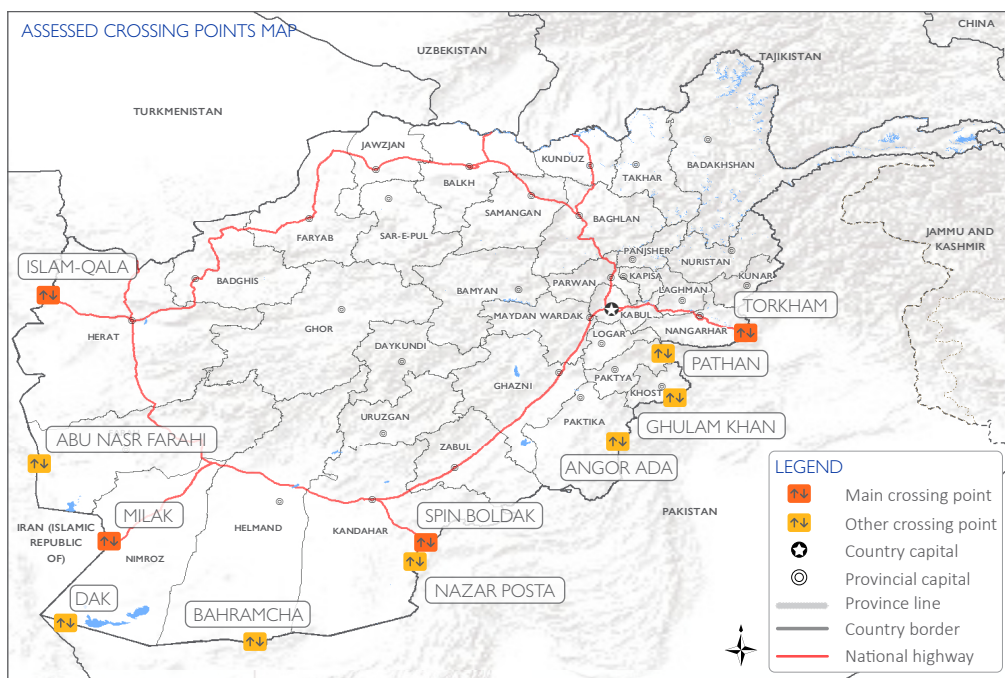 ASSESSED CROSSING POINTS MAP
CHINA
UZBEKISTAN
TAJIKISTAN
TURKMENISTAN
JAWZJAN
BALKH
KUNDUZ
TAKHAR
BADAKHSHAN
SAMANGAN
BAGHLAN
FARYAB
SAR-E-PUL
PANJSHER
NURISTAN
JAMMU AND
KASHMIR
ISLAM-QALA
BADGHIS
BAMYAN
PARWAN
KAPISA
KUNAR
LAGHMAN
TORKHAM
HERAT
GHOR
MAYDAN WARDAK
KABUL
NANGARHAR
LOGAR
DAYKUNDI
PATHAN
GHAZNI
PAKTYA
KHOST
URUZGAN
PAKTIKA
GHULAM KHAN
ABU NASR FARAHI
ZABUL
ANGOR ADA
MILAK
SPIN BOLDAK
PAKISTAN
IRAN (ISLAMIC
REPUBLIC
OF)
NIMROZ
HELMAND
KANDAHAR
NAZAR POSTA
DAK
BAHRAMCHA
LEGEND
Main crossing point
Other crossing point
Country capital
Provincial capital
Province line
Country border
National highway